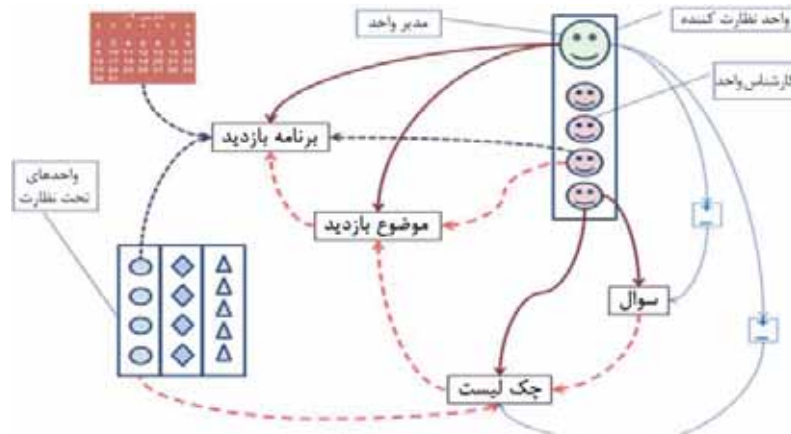 مدیر واحد
واحد نظارت کننده
کارشناس واحد
برنامه بازدید
واحدهای
تحت نظارت
موضوع بازدید
سوال
چک لیست